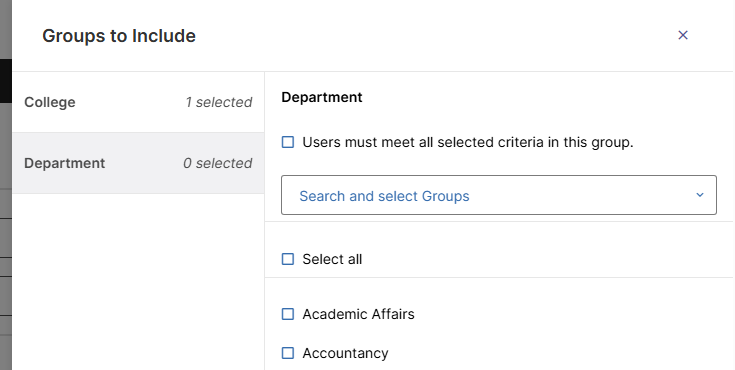 Groups to Include
College 1 selected
Department 0 selected
Department
Users must meet all selected criteria in this group.
Search and select Groups
Select all
Academic Affairs
Accountancy